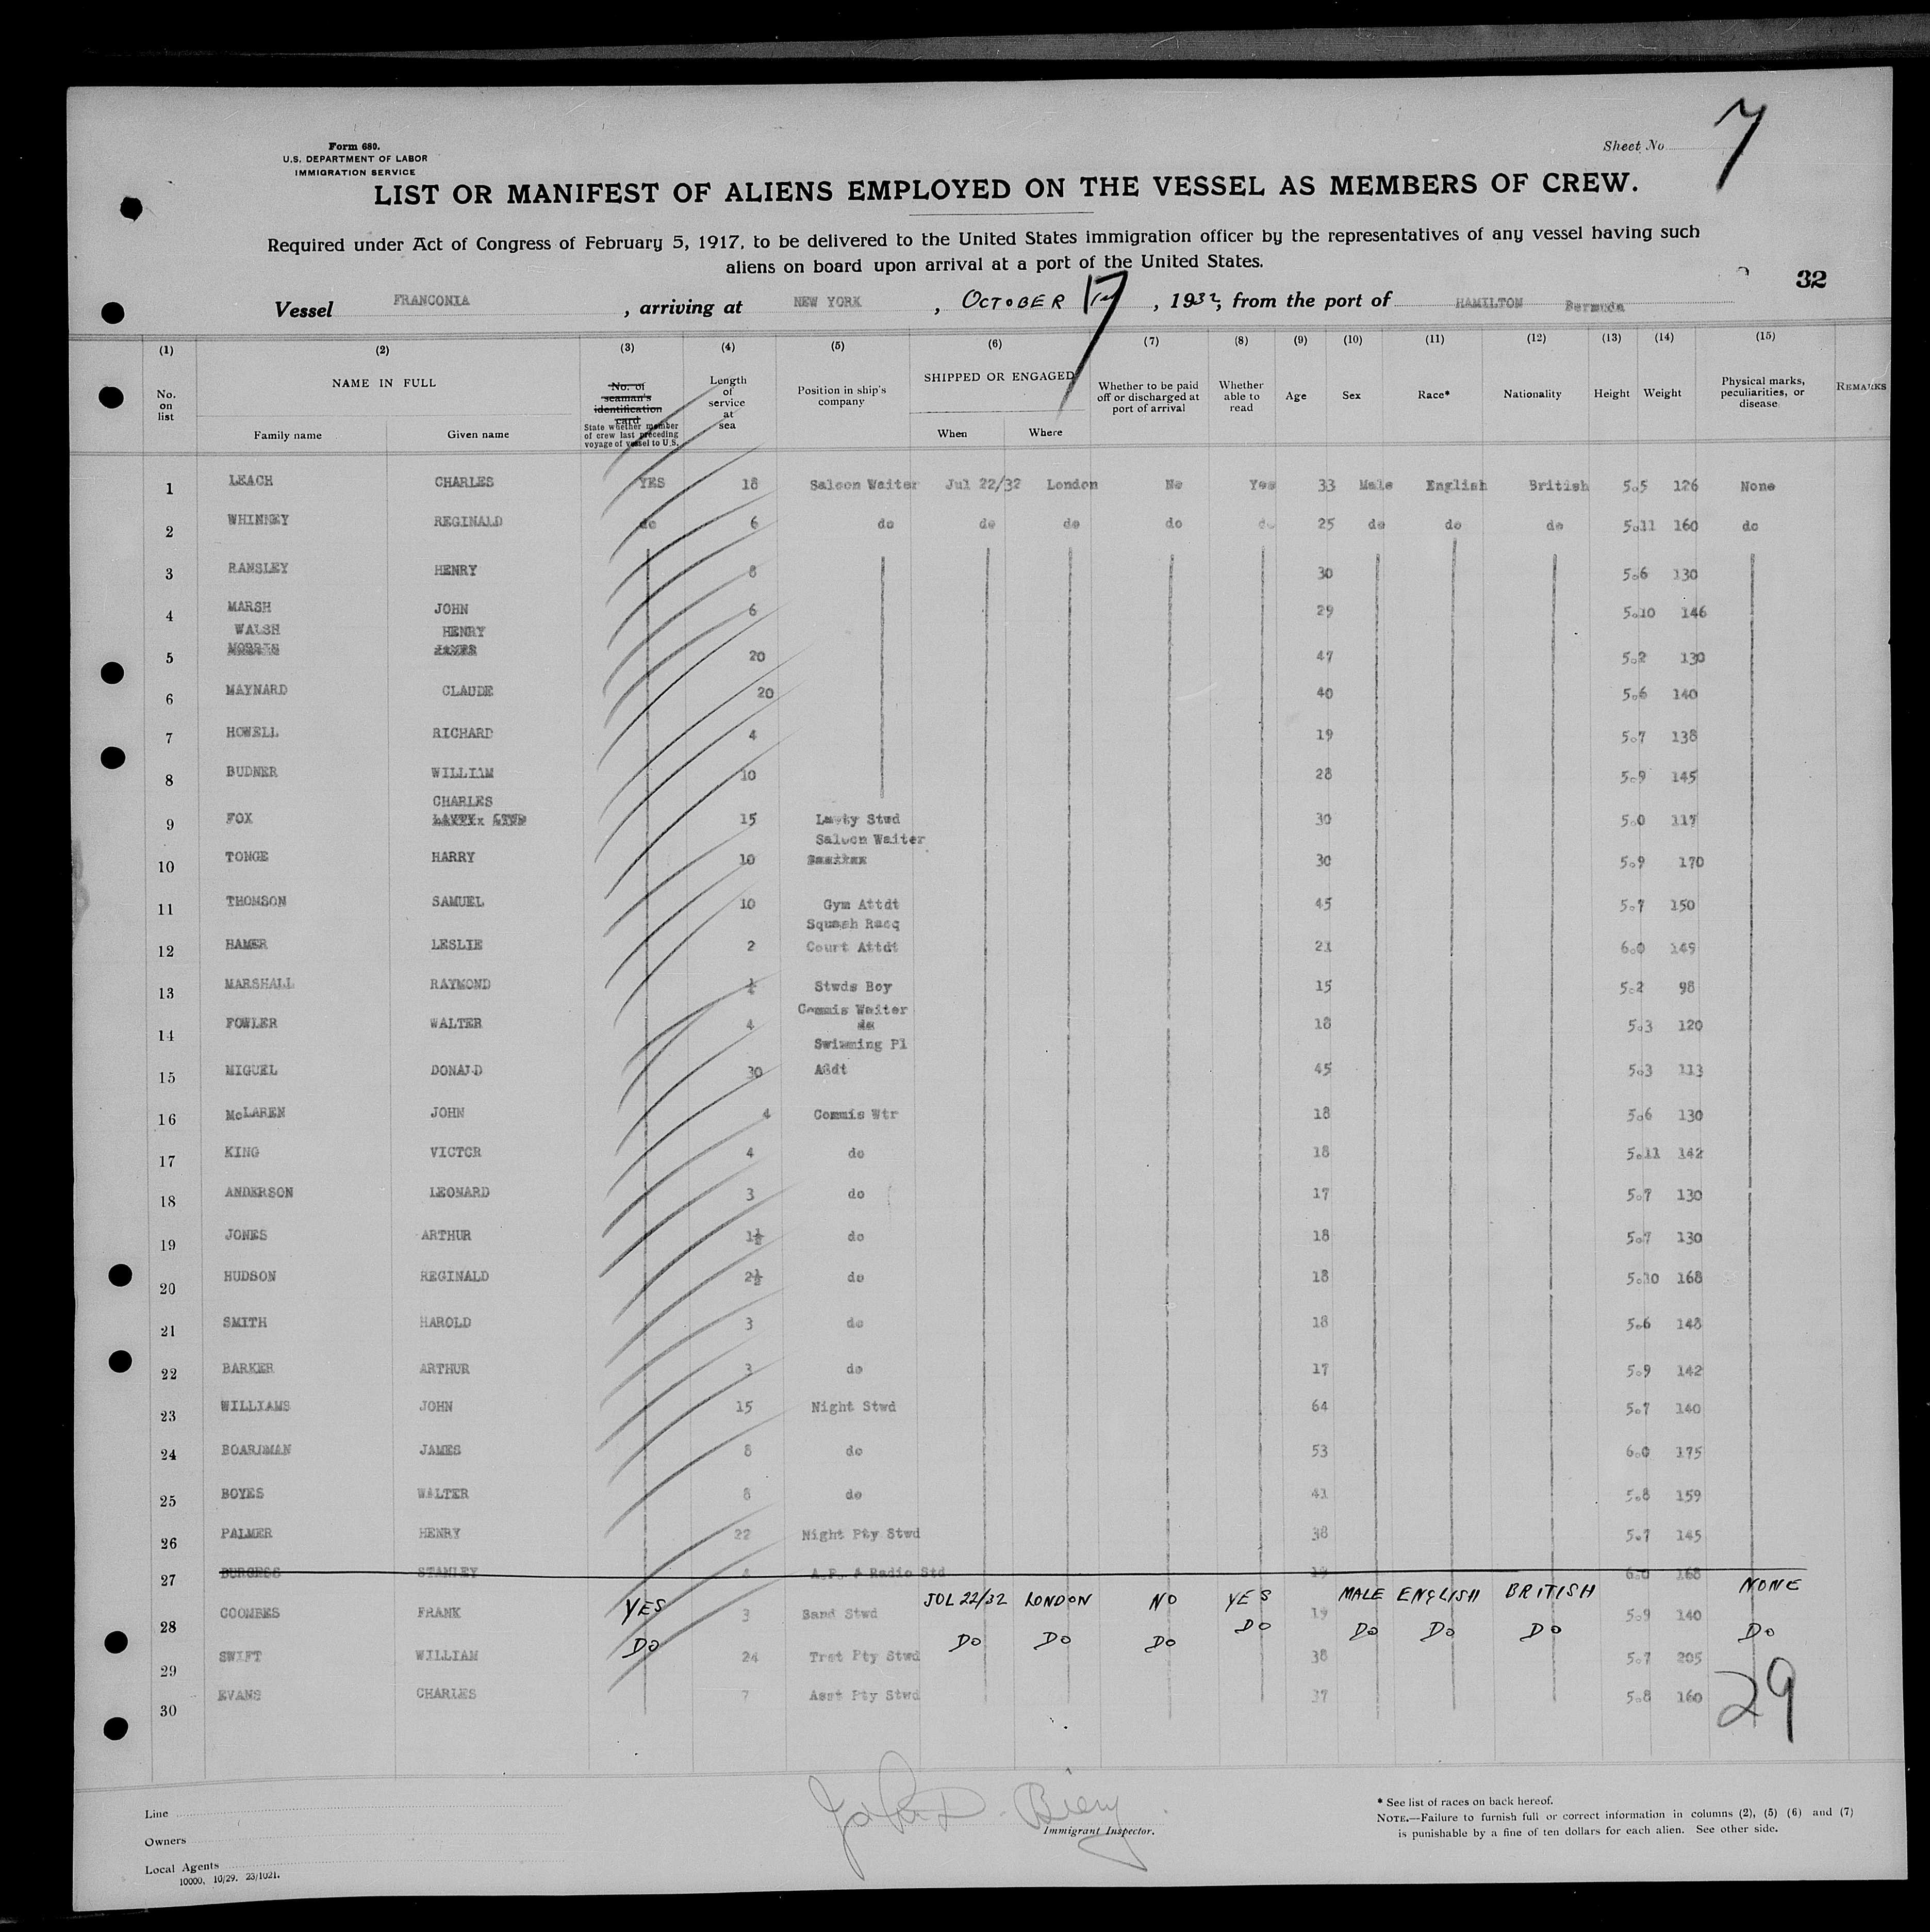 7
Form 680.
U.S. DEPARTMENT OF LABOR
IMMIGRATION SERVICE
Sheet No
LIST OR MANIFEST OF ALIENS EMPLOYED ON THE VESSEL AS MEMBERS OF CREW.
Required under Act of Congress of February 5, 1917, to be delivered to the United States immigration officer by the representatives of any vessel having such
aliens on board upon arrival at a port of the United States.
32
Vessel FRANCONIA , arriving at NEW YORK , OCTOBER 17 , 1932, from the port of HAMILTON Bermuda
(1) (2) (3) (4) (5) (6) (7) (8) (9) (10) (11) (12) (13) (14) (15)
No. on list NAME IN FULL Family name Given name No. of seaman's identification card State whether member of crew last preceding voyage of vessel to U.S. Length of service at sea Position in ship's company SHIPPED OR ENGAGED When Where Whether to be paid off or discharged at port of arrival Whether able to read Age Sex Race* Nationality Height Weight Physical marks, peculiarities, or disease REMARKS
1 LEACH CHARLES YES 18 Saloon Waiter Jul 22/32 London No Yes 33 Male English British 5.5 126 None
2 WHINNEY REGINALD do 6 do do do do do 25 do do do 5.11 160 do
3 RANSLEY HENRY 8 30 5.6 130
4 MARSH JOHN 6 29 5.10 146
WALSH HENRY
5 MORRIS JAMES 20 47 5.2 130
6 MAYNARD CLAUDE 20 40 5.6 140
7 HOWELL RICHARD 4 19 5.7 138
8 BUDNER WILLIAM 10 28 5.9 145
CHARLES
9 FOX 15 Lavty Stwd 30 5.0 117
Saloon Waiter
10 TONGE HARRY 10 30 5.9 170
11 THOMSON SAMUEL 10 Gym Attdt 45 5.7 150
Squash Racq
12 HAMER LESLIE 2 Court Attdt 21 6.0 149
13 MARSHALL RAYMOND Stwds Boy 15 5.2 98
Commis Waiter
14 FOWLER WALTER 4 do 18 5.3 120
Swimming Pl
15 MIGUEL DONALD 30 Addt 45 5.3 113
16 McLAREN JOHN 4 Commis Wtr 18 5.6 130
17 KING VICTOR 4 do 18 5.11 142
18 ANDERSON LEONARD 3 do 17 5.7 130
19 JONES ARTHUR 1½ do 18 5.7 130
20 HUDSON REGINALD 2½ do 18 5.10 168
21 SMITH HAROLD 3 do 18 5.6 148
22 BARKER ARTHUR 3 do 17 5.9 142
23 WILLIAMS JOHN 15 Night Stwd 64 5.7 140
24 BOARDMAN JAMES 8 do 53 6.0 175
25 BOYES WALTER 8 do 41 5.8 159
26 PALMER HENRY 22 Night Pty Stwd 38 5.7 145
27 BURGESS STANLEY A.P. & Radio Std 19 6.0 168
YES JUL 22/32 LONDON NO YES MALE ENGLISH BRITISH NONE
28 COOMBES FRANK 3 Band Stwd 19 5.9 140
DO DO DO DO DO DO DO DO DO
29 SWIFT WILLIAM 24 Trst Pty Stwd 38 5.7 205
30 EVANS CHARLES 7 Asst Pty Stwd 37 5.8 160
29
Line
Owners
Local Agents
10000, 10/29. 23/1021.
John D. Bieny
Immigrant Inspector.
* See list of races on back hereof.
NOTE.—Failure to furnish full or correct information in columns (2), (5) (6) and (7)
is punishable by a fine of ten dollars for each alien. See other side.